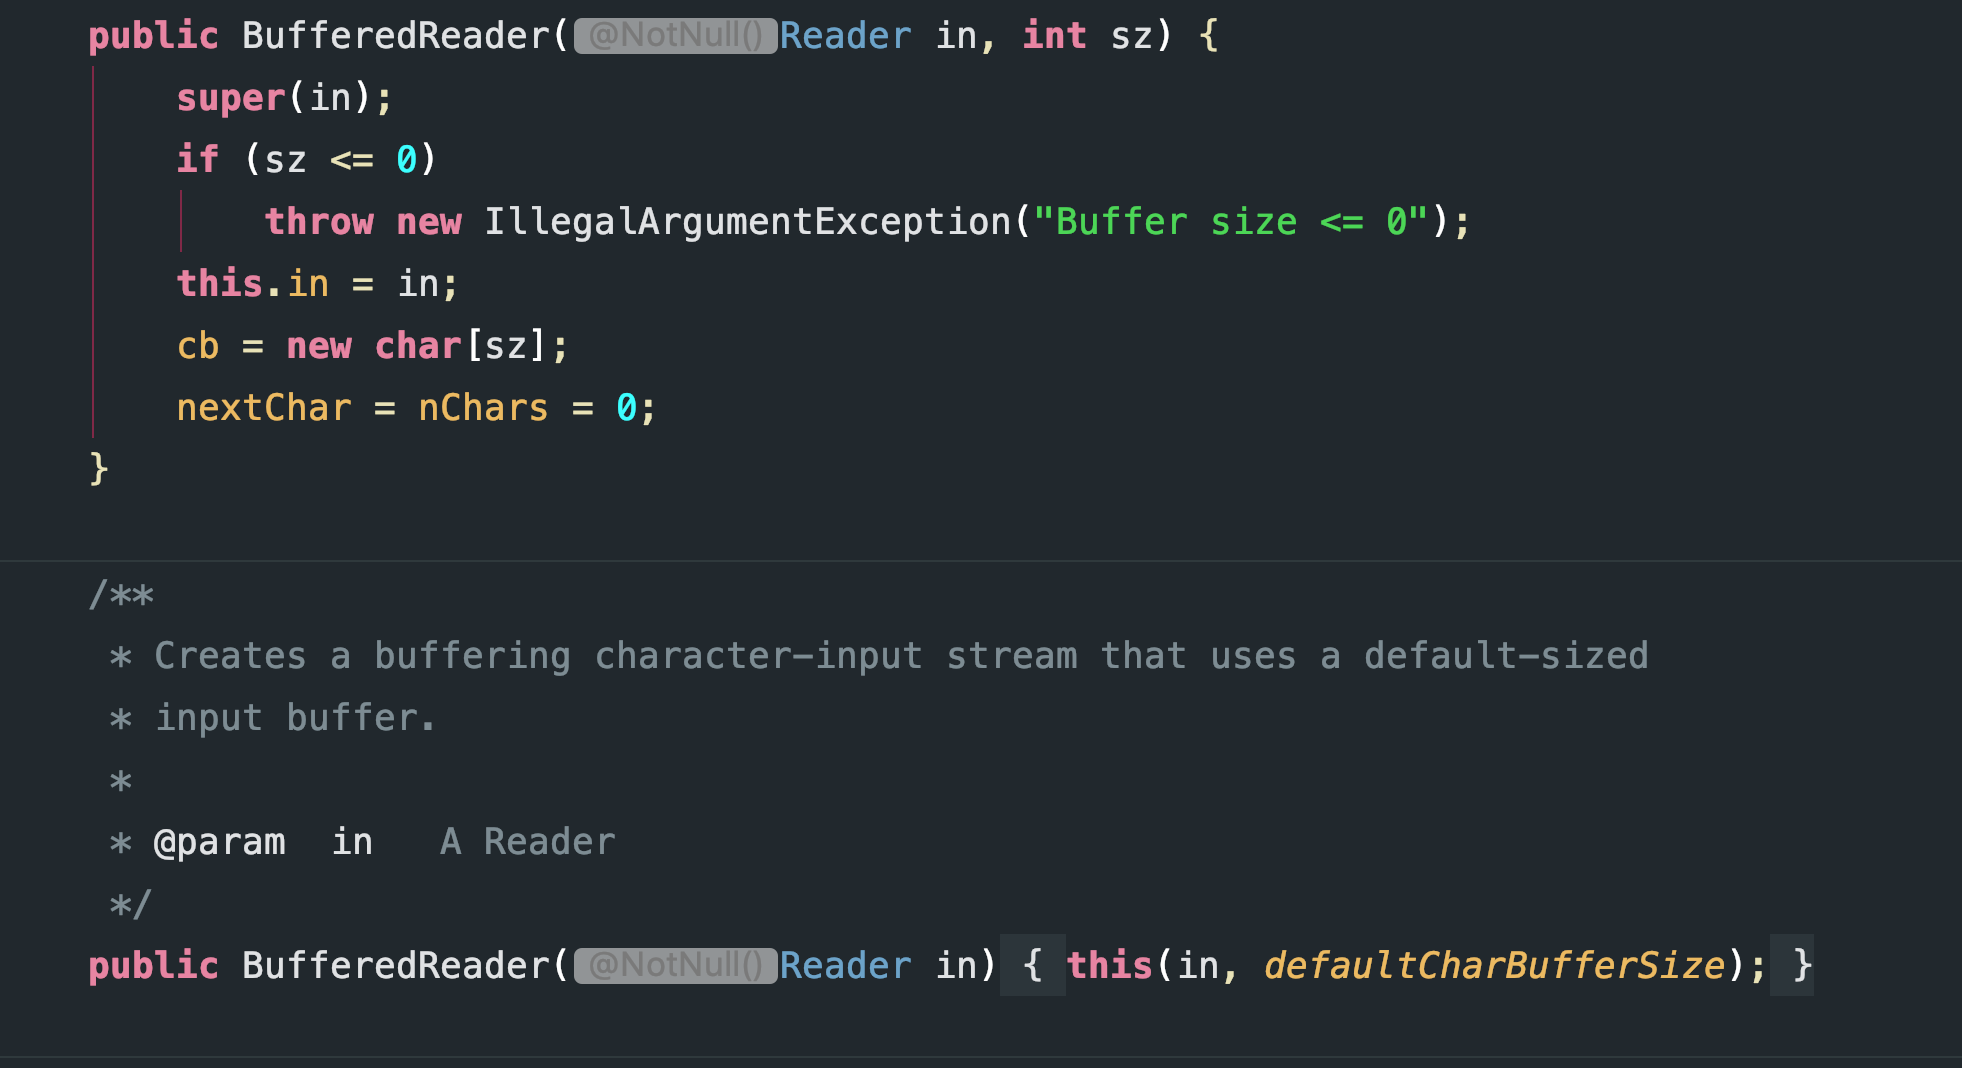 public BufferedReader( @NotNull() Reader in, int sz) {
super(in);
if (sz <= 0)
throw new IllegalArgumentException("Buffer size <= 0");
this.in = in;
cb = new char[sz];
nextChar = nChars = 0;
}
/**
* Creates a buffering character-input stream that uses a default-sized
* input buffer.
*
* @param  in   A Reader
*/
public BufferedReader( @NotNull() Reader in) { this(in, defaultCharBufferSize); }